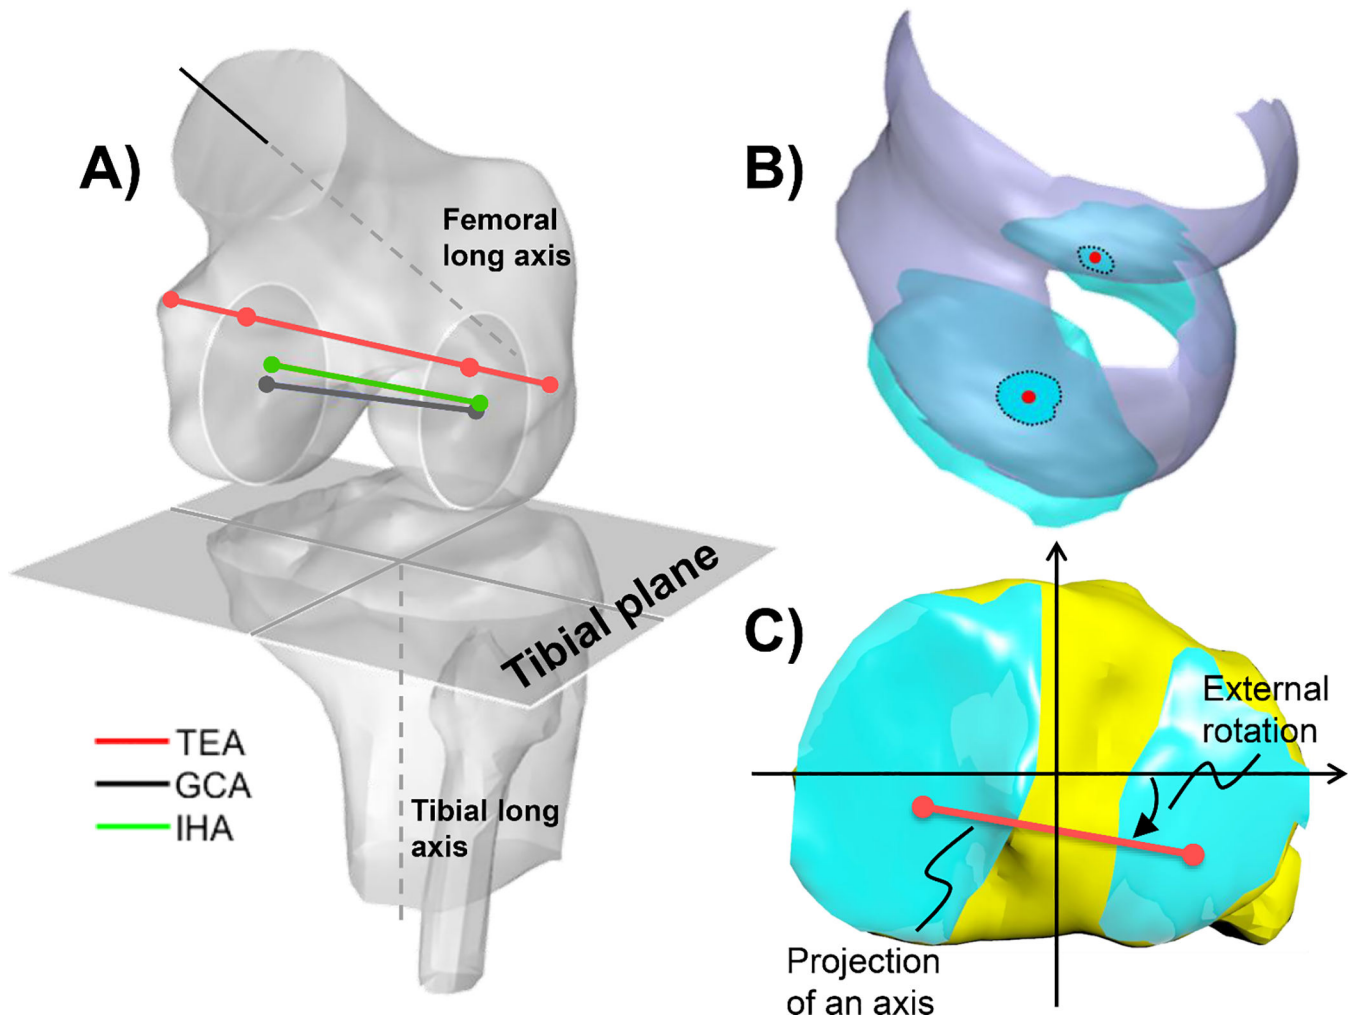 A)
Femoral
long axis
Tibial plane
TEA
GCA
IHA
Tibial long
axis
B)
C)
External
rotation
Projection
of an axis